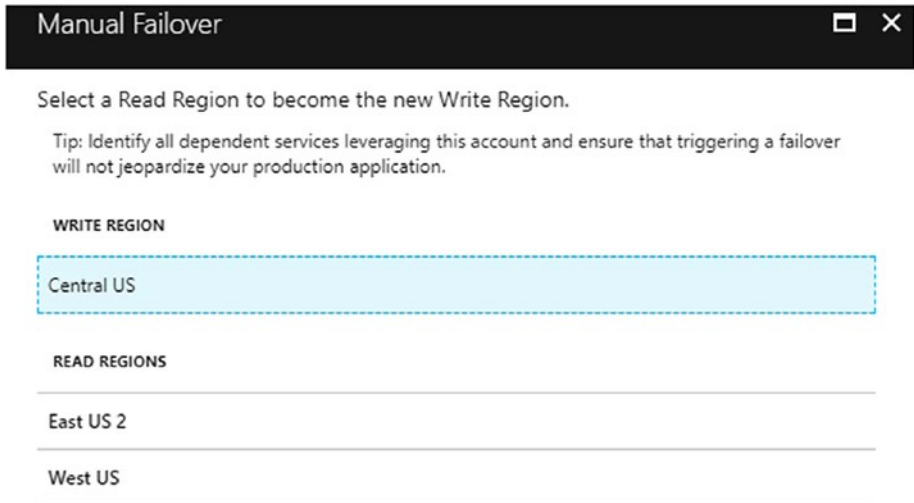 Manual Failover
Select a Read Region to become the new Write Region.
Tip: Identify all dependent services leveraging this account and ensure that triggering a failover
will not jeopardize your production application.
WRITE REGION
Central US
READ REGIONS
East US 2
West US